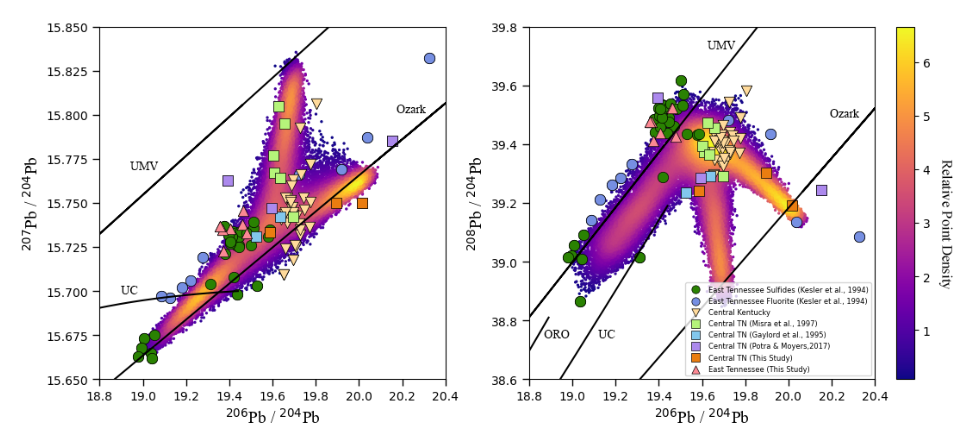 15.850
15.825
15.800
15.775
15.750
15.725
15.700
15.675
15.650
207Pb / 204Pb
UMV
UC
Ozark
18.8 19.0 19.2 19.4 19.6 19.8 20.0 20.2 20.4
206Pb / 204Pb
39.8
39.6
39.4
39.2
39.0
38.8
38.6
208Pb / 204Pb
UMV
Ozark
ORO
UC
East Tennessee Sulfides (Kesler et al., 1994)
East Tennessee Fluorite (Kesler et al., 1994)
Central Kentucky
Central TN (Misra et al., 1997)
Central TN (Gaylord et al., 1995)
Central TN (Potra & Moyers,2017)
Central TN (This Study)
East Tennessee (This Study)
18.8 19.0 19.2 19.4 19.6 19.8 20.0 20.2 20.4
206Pb / 204Pb
6
5
4
3
2
1
Relative Point Density